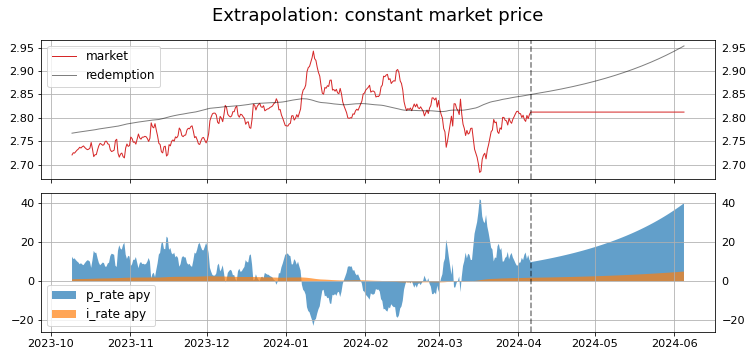 Extrapolation: constant market price
2.95 2.95
2.90 2.90
2.85 2.85
2.80 2.80
2.75 2.75
2.70 2.70
market
redemption
40 40
20 20
0 0
−20 −20
p_rate apy
i_rate apy
2023-10 2023-11 2023-12 2024-01 2024-02 2024-03 2024-04 2024-05 2024-06